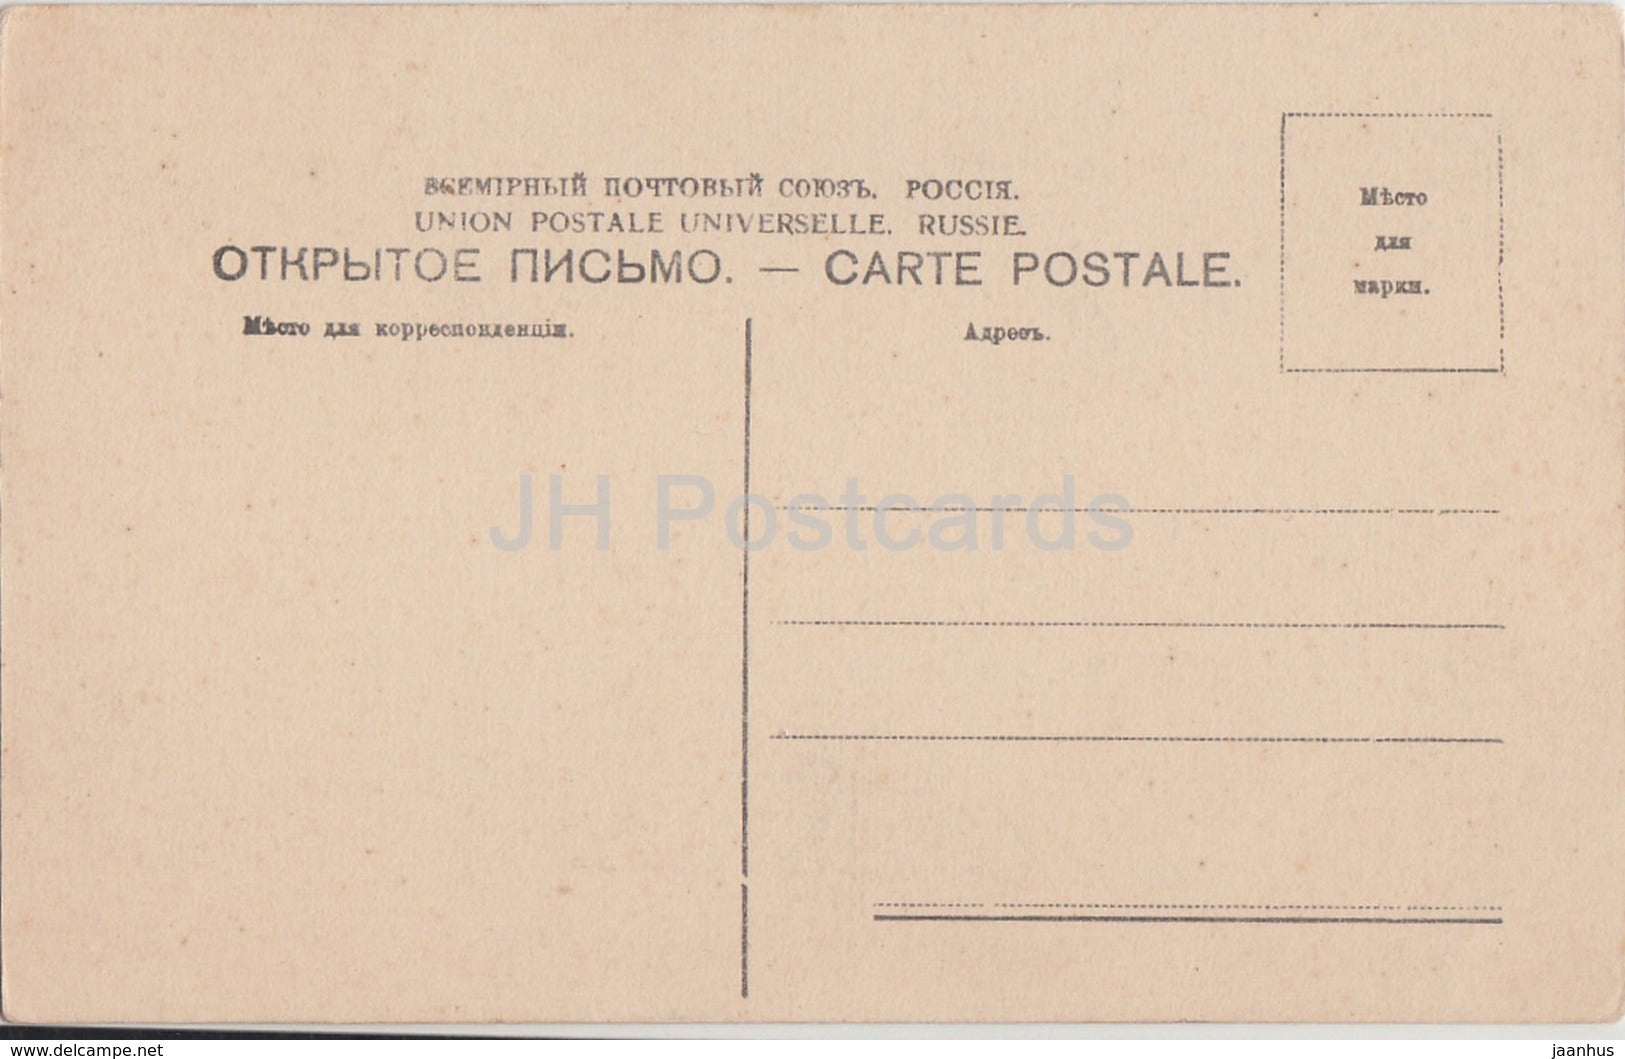 ВСЕМІРНЫЙ ПОЧТОВЫЙ СОЮЗЪ. РОССІЯ.
UNION POSTALE UNIVERSELLE. RUSSIE.
ОТКРЫТОЕ ПИСЬМО. — CARTE POSTALE.
Мѣсто для корреспонденціи.
Адресъ.
Мѣсто
для
марки.
JH Postcards
www.delcampe.net
jaanhus